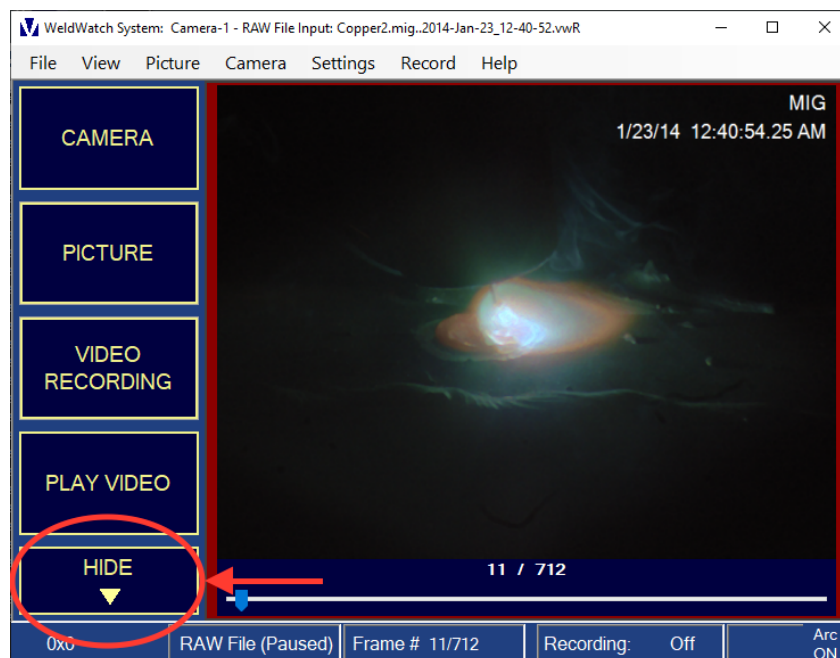 WeldWatch System: Camera-1 - RAW File Input: Copper2.mig..2014-Jan-23_12-40-52.vwR
File View Picture Camera Settings Record Help
CAMERA
PICTURE
VIDEO
RECORDING
PLAY VIDEO
HIDE
MIG
1/23/14 12:40:54.25 AM
11 / 712
0x0 RAW File (Paused) Frame # 11/712 Recording: Off Arc
ON